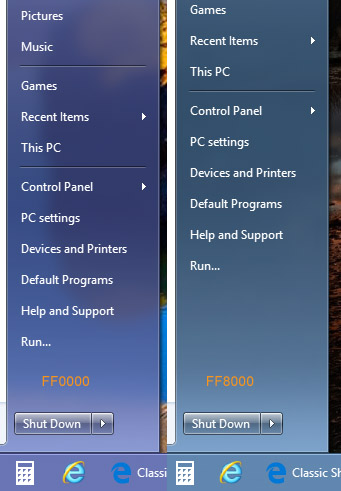 Pictures
Music
Games
Recent Items
This PC
Control Panel
PC settings
Devices and Printers
Default Programs
Help and Support
Run...
FF0000
Shut Down
Classi
Games
Recent Items
This PC
Control Panel
PC settings
Devices and Printers
Default Programs
Help and Support
Run...
FF8000
Shut Down
Classic Sh